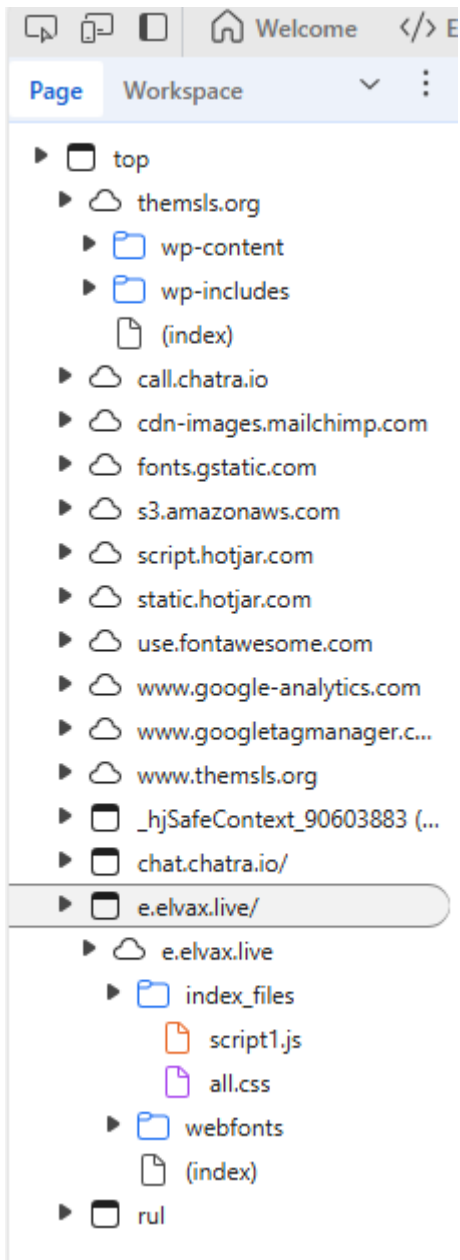 Welcome
E
Page
Workspace
top
themsls.org
wp-content
wp-includes
(index)
call.chatra.io
cdn-images.mailchimp.com
fonts.gstatic.com
s3.amazonaws.com
script.hotjar.com
static.hotjar.com
use.fontawesome.com
www.google-analytics.com
www.googletagmanager.c...
www.themsls.org
_hjSafeContext_90603883 (...
chat.chatra.io/
e.elvax.live/
e.elvax.live
index_files
script1.js
all.css
webfonts
(index)
rul